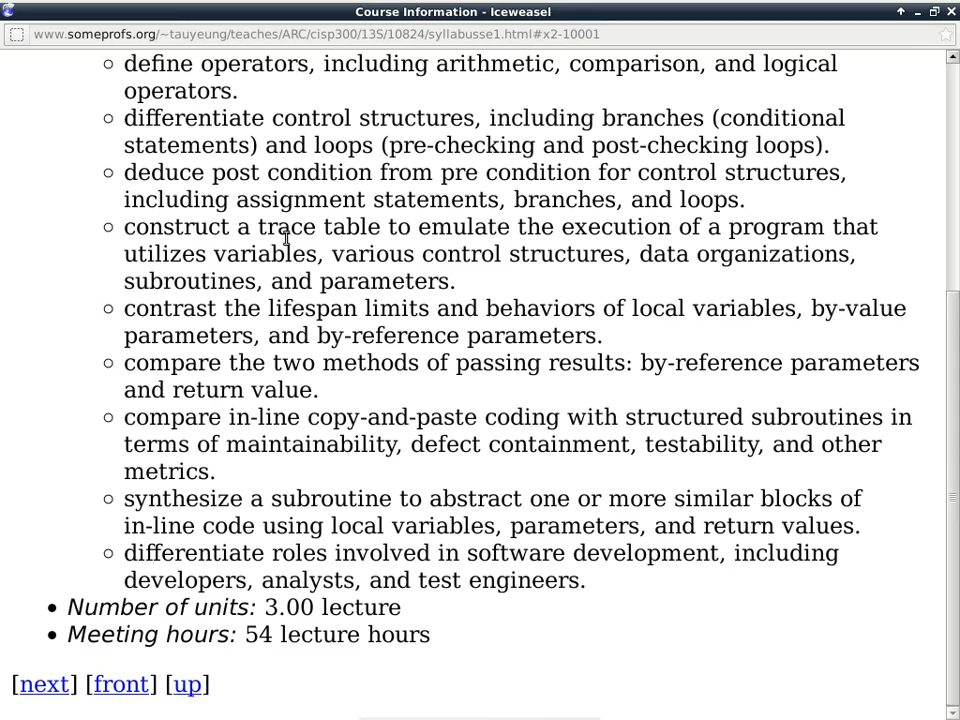 Course Information - Iceweasel
www.someprofs.org/~tauyeung/teaches/ARC/cisp300/13S/10824/syllabusse1.html#x2-10001
define operators, including arithmetic, comparison, and logical
operators.
differentiate control structures, including branches (conditional
statements) and loops (pre-checking and post-checking loops).
deduce post condition from pre condition for control structures,
including assignment statements, branches, and loops.
construct a trace table to emulate the execution of a program that
utilizes variables, various control structures, data organizations,
subroutines, and parameters.
contrast the lifespan limits and behaviors of local variables, by-value
parameters, and by-reference parameters.
compare the two methods of passing results: by-reference parameters
and return value.
compare in-line copy-and-paste coding with structured subroutines in
terms of maintainability, defect containment, testability, and other
metrics.
synthesize a subroutine to abstract one or more similar blocks of
in-line code using local variables, parameters, and return values.
differentiate roles involved in software development, including
developers, analysts, and test engineers.
Number of units: 3.00 lecture
Meeting hours: 54 lecture hours
[next] [front] [up]